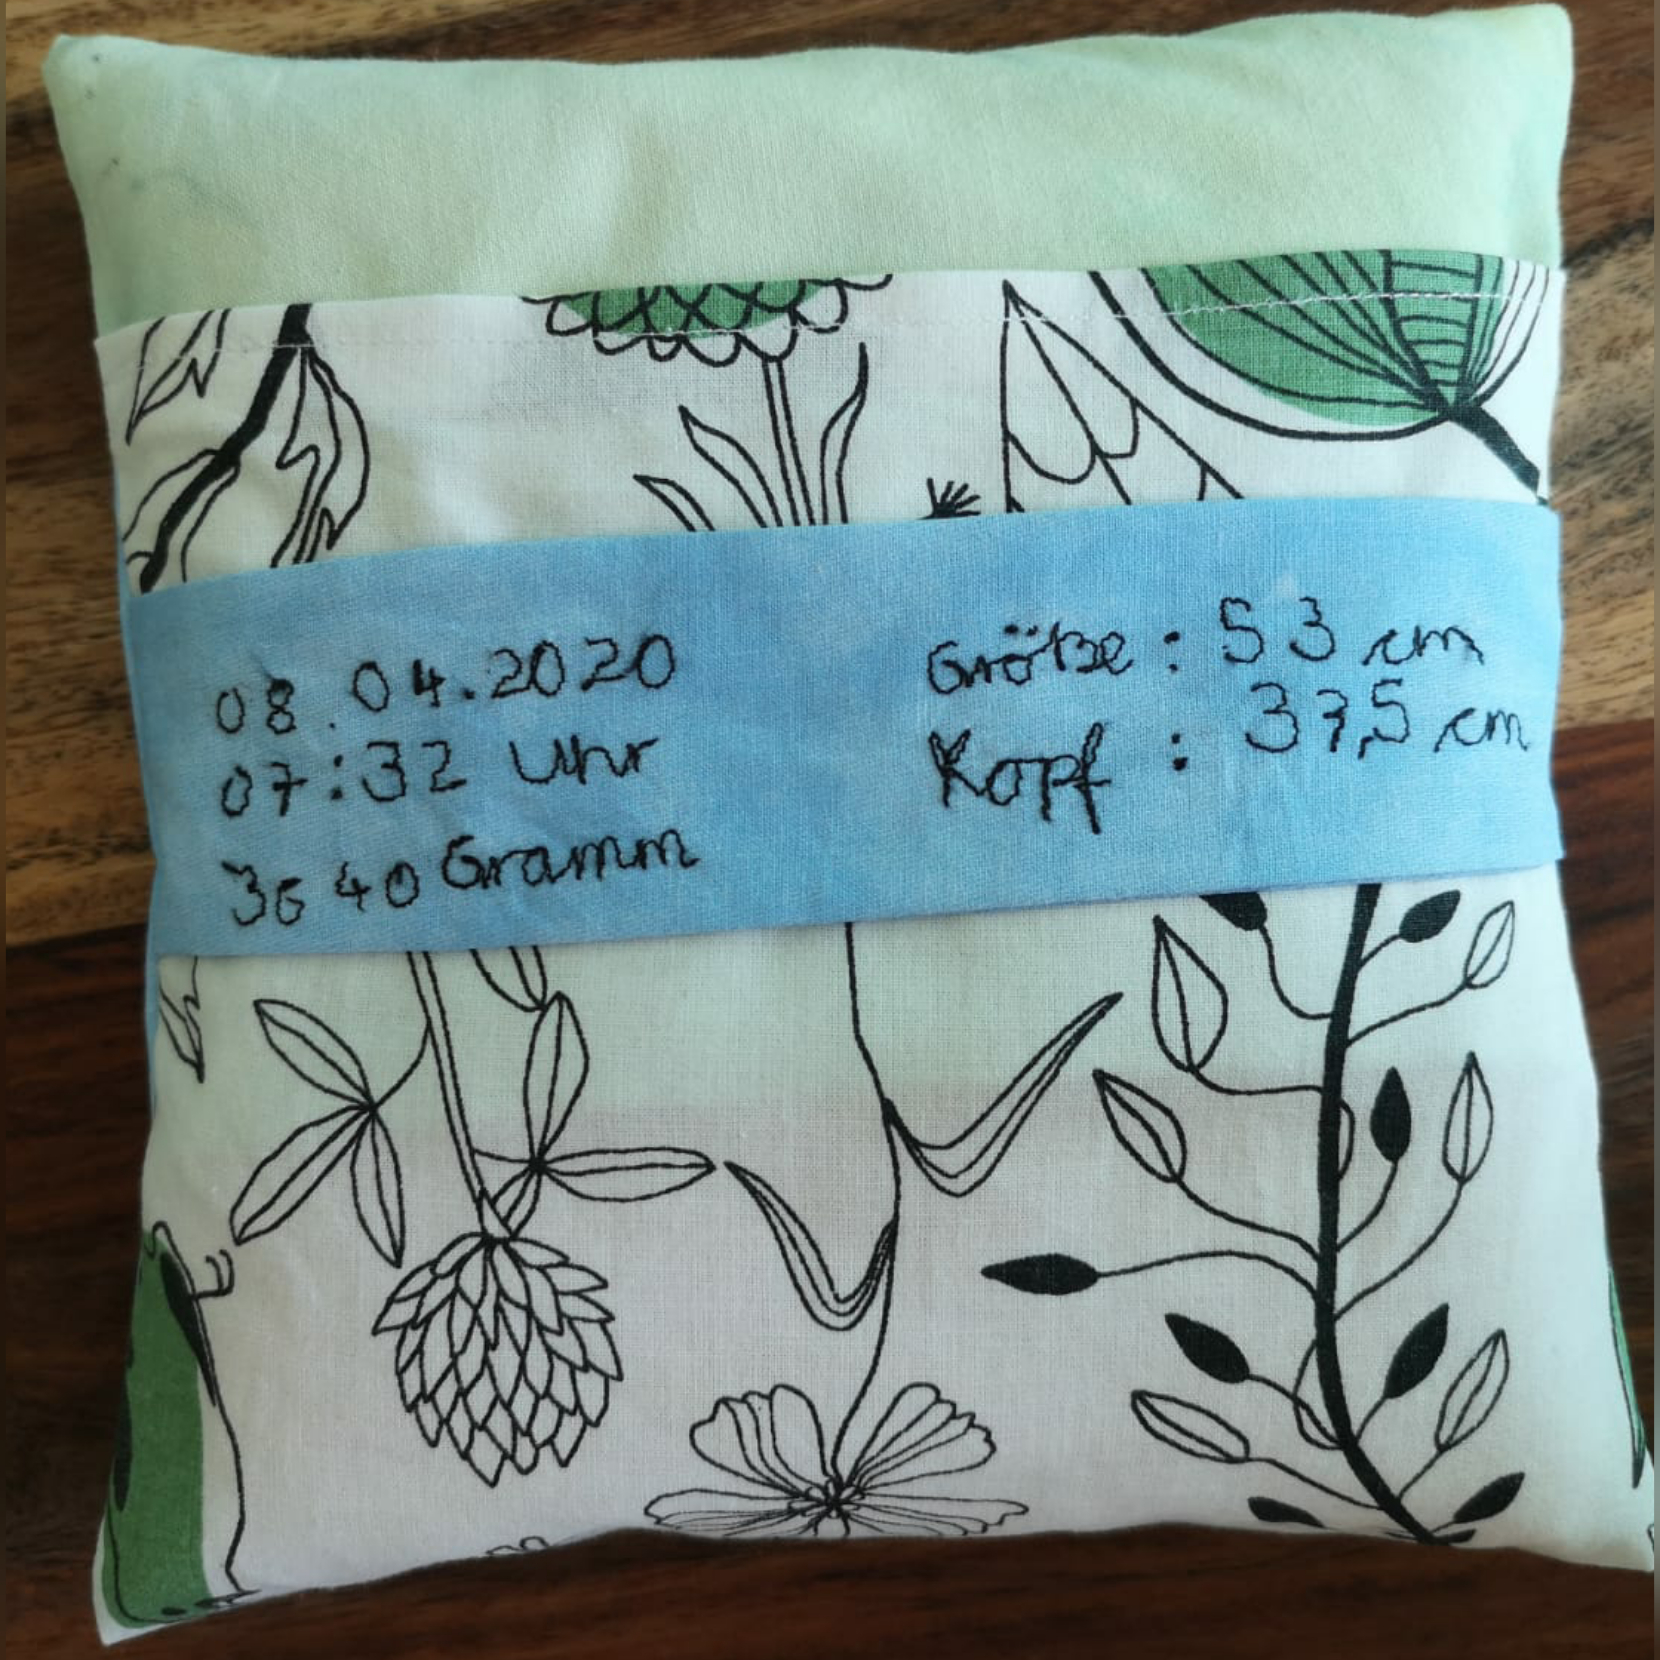 08.04.2020
07:32 Uhr
3640 Gramm
Größe : 53 cm
Kopf : 37,5 cm